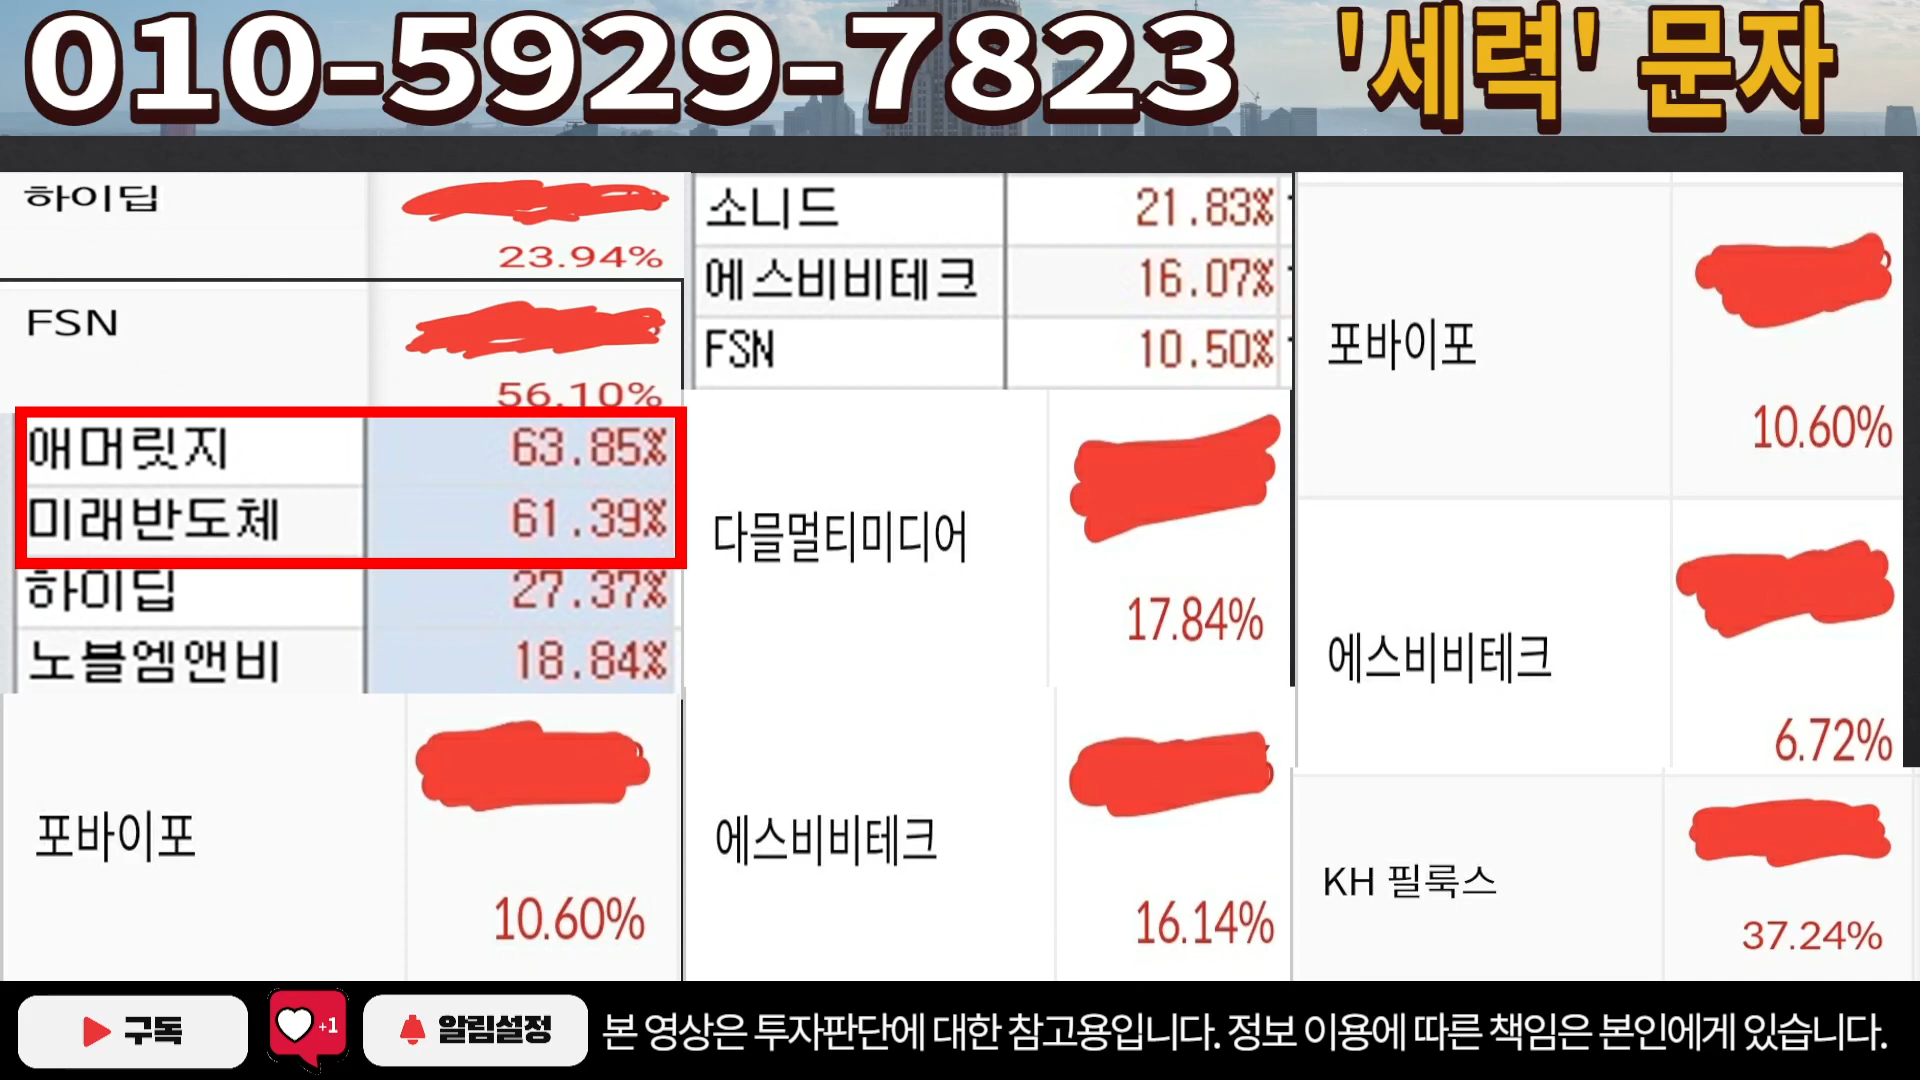 010-5929-7823 '세력' 문자
하이딥
23.94%
FSN
56.10%
애머릿지 63.85%
미래반도체 61.39%
하이딥 27.37%
노블엠앤비 18.84%
포바이포
10.60%
소니드 21.83%
에스비비테크 16.07%
FSN 10.50%
다믈멀티미디어
17.84%
에스비비테크
16.14%
포바이포
10.60%
에스비비테크
6.72%
KH 필룩스
37.24%
구독 +1 알림설정 본 영상은 투자판단에 대한 참고용입니다. 정보 이용에 따른 책임은 본인에게 있습니다.